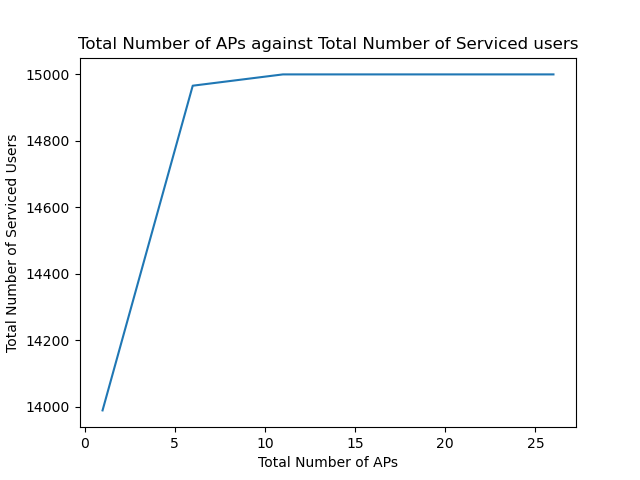 Total Number of APs against Total Number of Serviced users
15000
14800
14600
14400
14200
14000
Total Number of Serviced Users
0 5 10 15 20 25
Total Number of APs